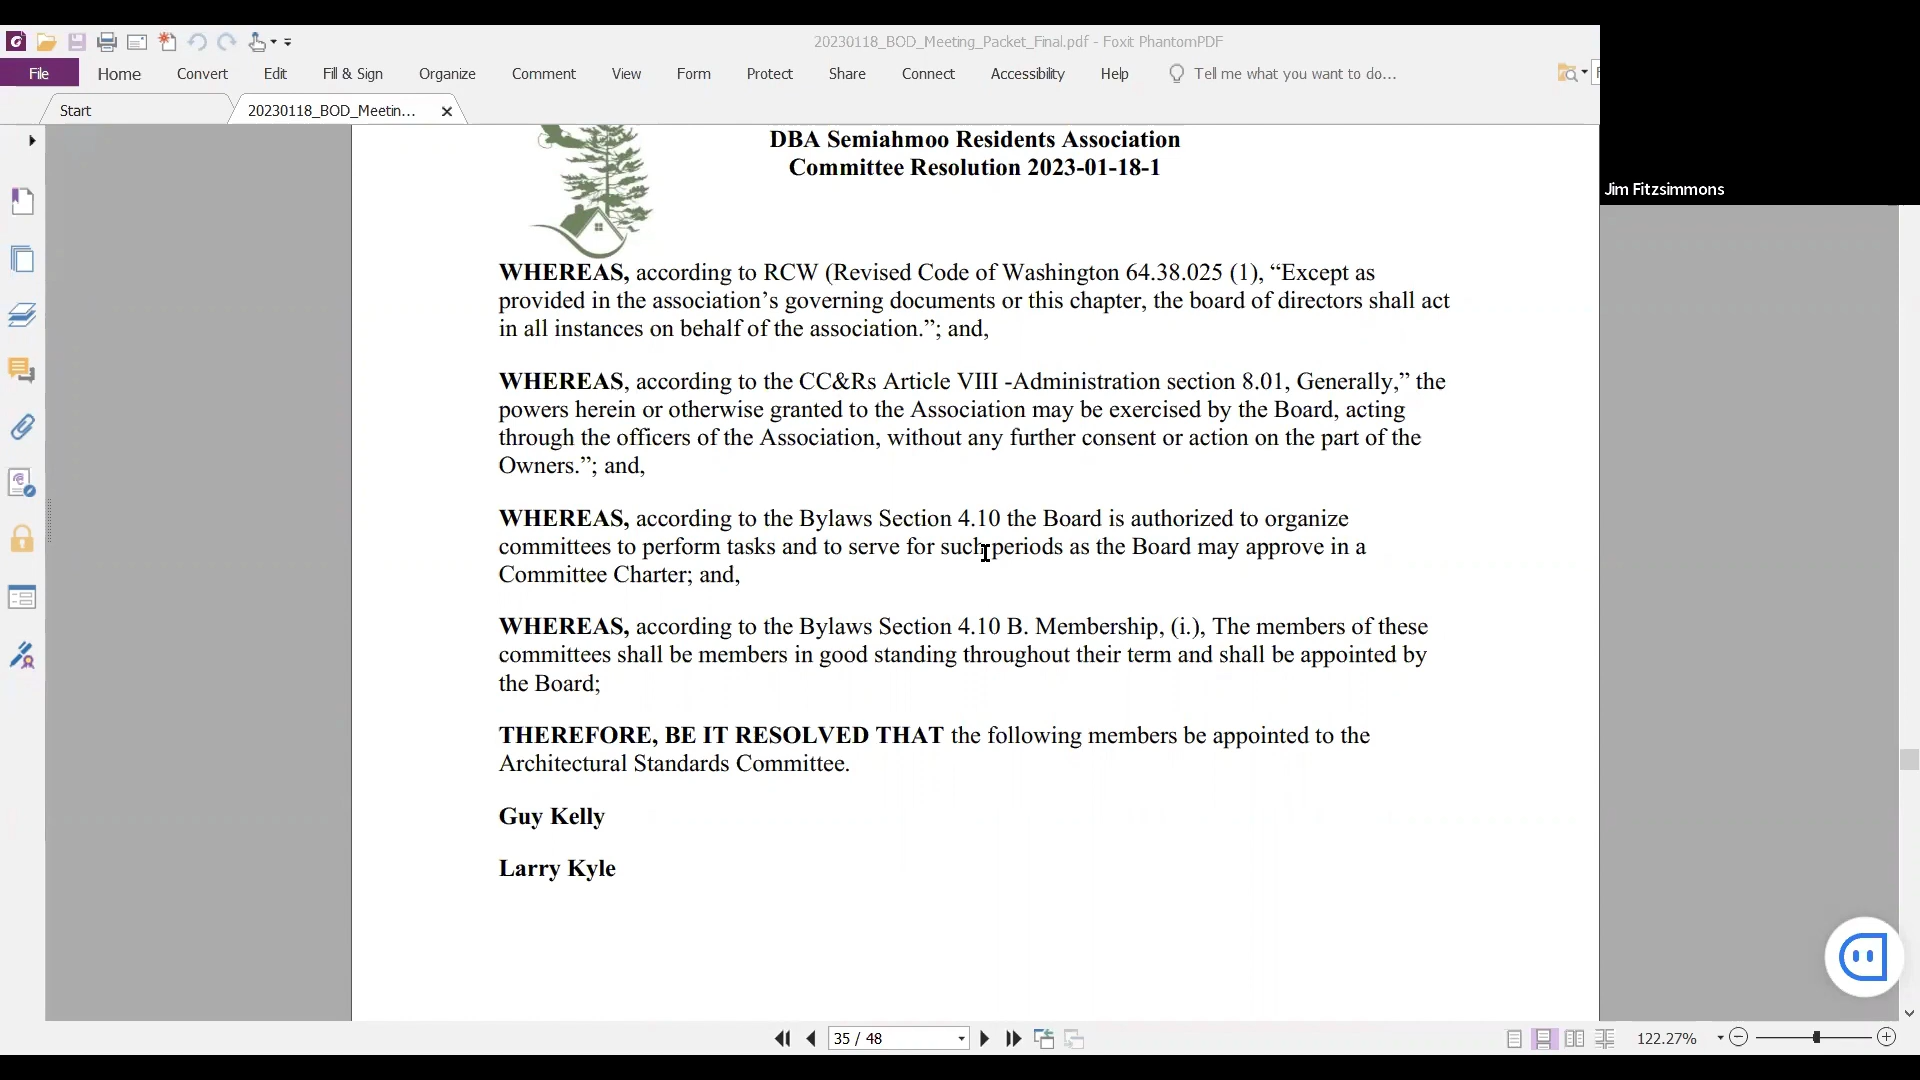 20230118_BOD_Meeting_Packet_Final.pdf - Foxit PhantomPDF
File Home Convert Edit Fill & Sign Organize Comment View Form Protect Share Connect Accessibility Help Tell me what you want to do...
Start 20230118_BOD_Meetin...
DBA Semiahmoo Residents Association
Committee Resolution 2023-01-18-1
Jim Fitzsimmons
WHEREAS, according to RCW (Revised Code of Washington 64.38.025 (1), “Except as
provided in the association’s governing documents or this chapter, the board of directors shall act
in all instances on behalf of the association.”; and,
WHEREAS, according to the CC&Rs Article VIII -Administration section 8.01, Generally,” the
powers herein or otherwise granted to the Association may be exercised by the Board, acting
through the officers of the Association, without any further consent or action on the part of the
Owners.”; and,
WHEREAS, according to the Bylaws Section 4.10 the Board is authorized to organize
committees to perform tasks and to serve for such periods as the Board may approve in a
Committee Charter; and,
WHEREAS, according to the Bylaws Section 4.10 B. Membership, (i.), The members of these
committees shall be members in good standing throughout their term and shall be appointed by
the Board;
THEREFORE, BE IT RESOLVED THAT the following members be appointed to the
Architectural Standards Committee.
Guy Kelly
Larry Kyle
35 / 48
122.27%